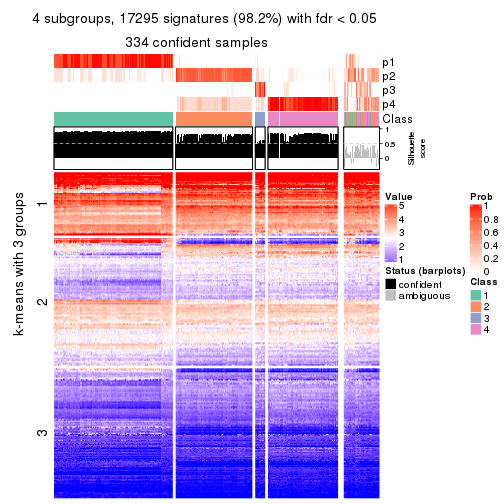 4 subgroups, 17295 signatures (98.2%) with fdr < 0.05
334 confident samples
p1
p2
p3
p4
Class
1
0.5
0
Silhouette
score
k-means with 3 groups
1
2
3
Value
5
4
3
2
1
Status (barplots)
confident
ambiguous
Prob
1
0.8
0.6
0.4
0.2
0
Class
1
2
3
4